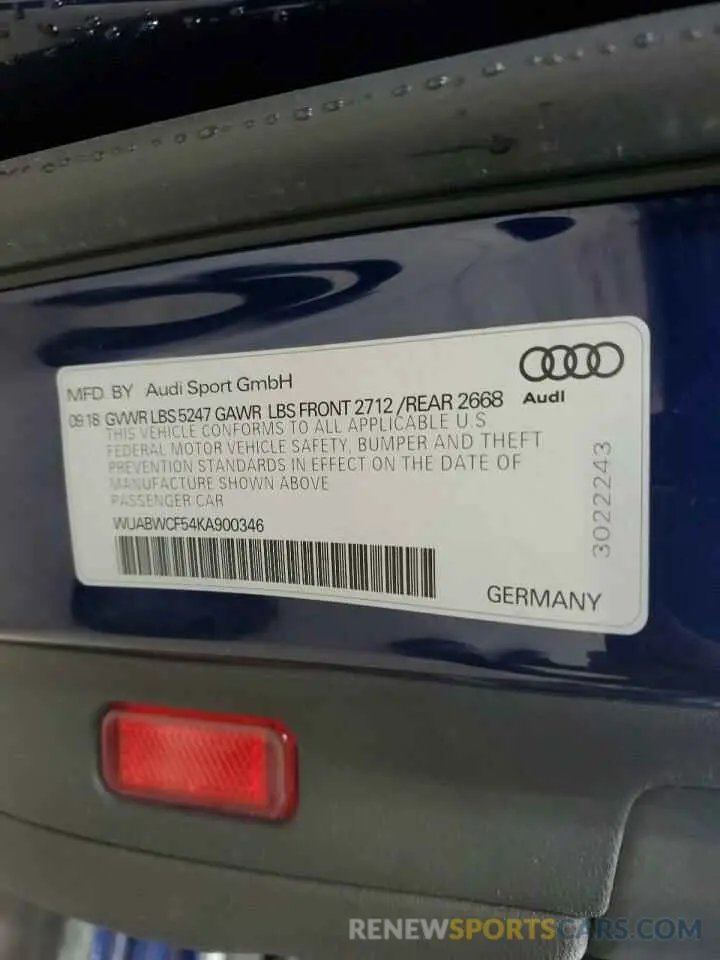 MFD. BY Audi Sport GmbH
Audi
09.18 GVWR LBS 5247 GAWR LBS FRONT 2712 /REAR 2668
THIS VEHICLE CONFORMS TO ALL APPLICABLE U.S
FEDERAL MOTOR VEHICLE SAFETY, BUMPER AND THEFT
PREVENTION STANDARDS IN EFFECT ON THE DATE OF
MANUFACTURE SHOWN ABOVE
PASSENGER CAR
WUABWCF54KA900346
3022243
GERMANY
RENEWSPORTSCARS.COM